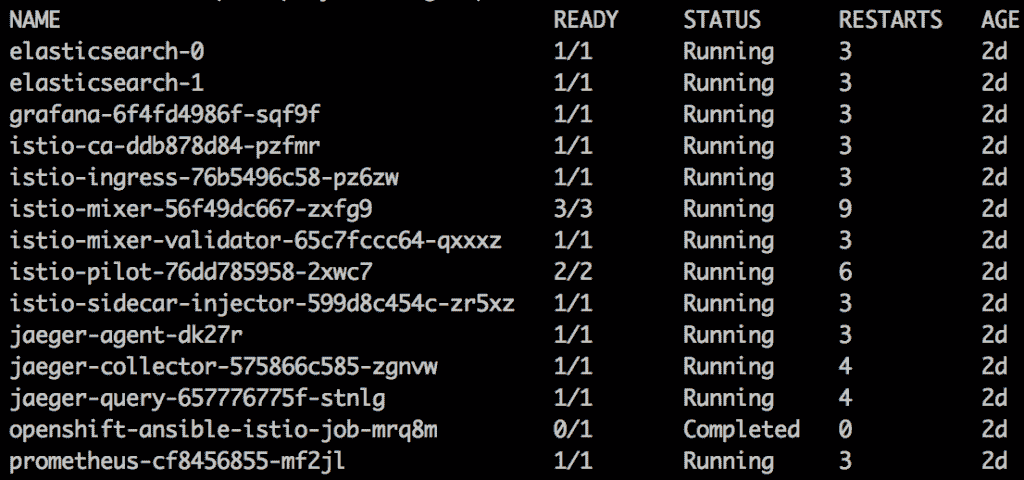 NAME READY STATUS RESTARTS AGE
elasticsearch-0 1/1 Running 3 2d
elasticsearch-1 1/1 Running 3 2d
grafana-6f4fd4986f-sqf9f 1/1 Running 3 2d
istio-ca-ddb878d84-pzfmr 1/1 Running 3 2d
istio-ingress-76b5496c58-pz6zw 1/1 Running 3 2d
istio-mixer-56f49dc667-zxfg9 3/3 Running 9 2d
istio-mixer-validator-65c7fccc64-qxxxz 1/1 Running 3 2d
istio-pilot-76dd785958-2xwc7 2/2 Running 6 2d
istio-sidecar-injector-599d8c454c-zr5xz 1/1 Running 3 2d
jaeger-agent-dk27r 1/1 Running 3 2d
jaeger-collector-575866c585-zgnvw 1/1 Running 4 2d
jaeger-query-657776775f-stnlg 1/1 Running 4 2d
openshift-ansible-istio-job-mrq8m 0/1 Completed 0 2d
prometheus-cf8456855-mf2jl 1/1 Running 3 2d